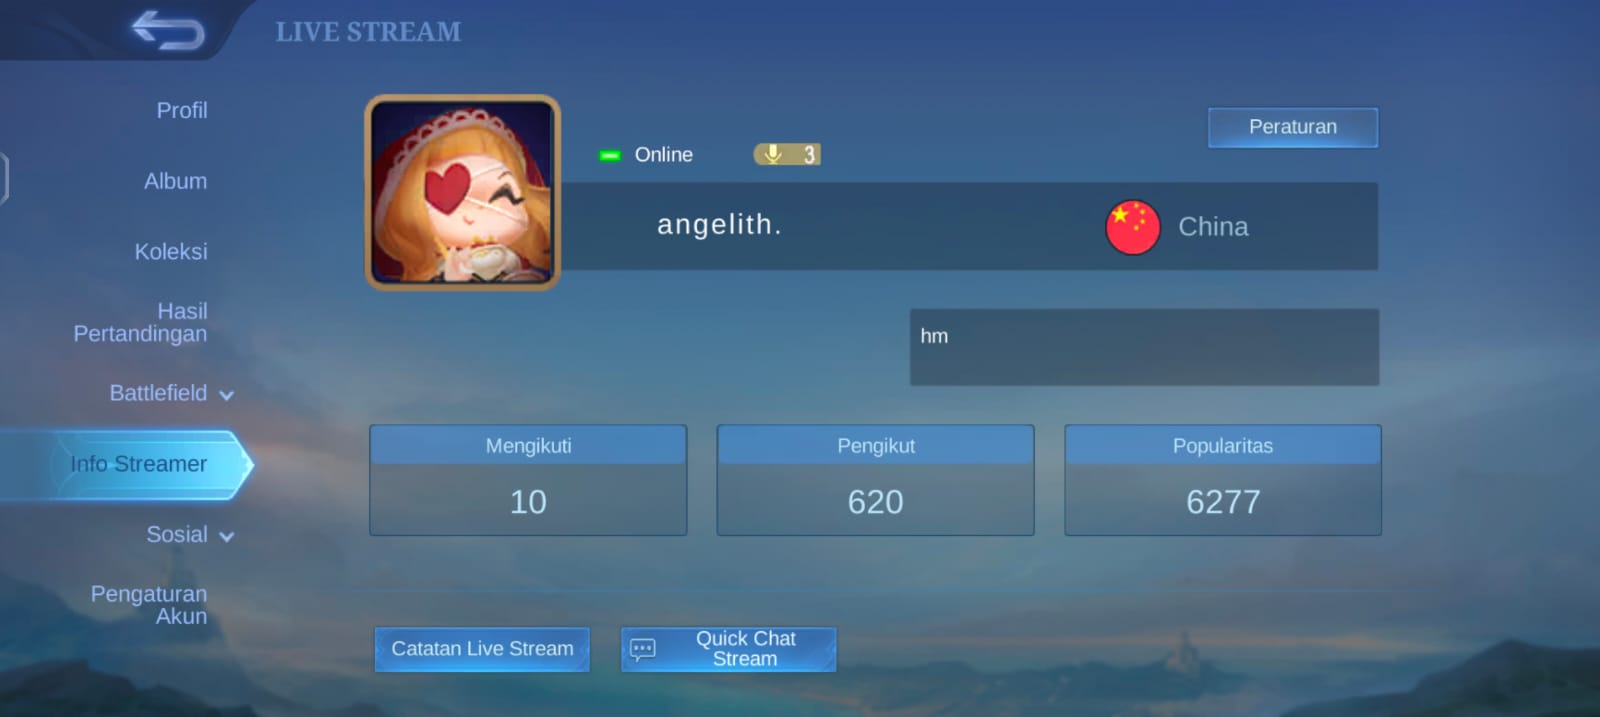 LIVE STREAM
Profil
Album
Koleksi
Hasil
Pertandingan
Battlefield
Info Streamer
Sosial
Pengaturan
Akun
Online
3
Peraturan
angelith.
China
hm
Mengikuti
10
Pengikut
620
Popularitas
6277
Catatan Live Stream
Quick Chat
Stream